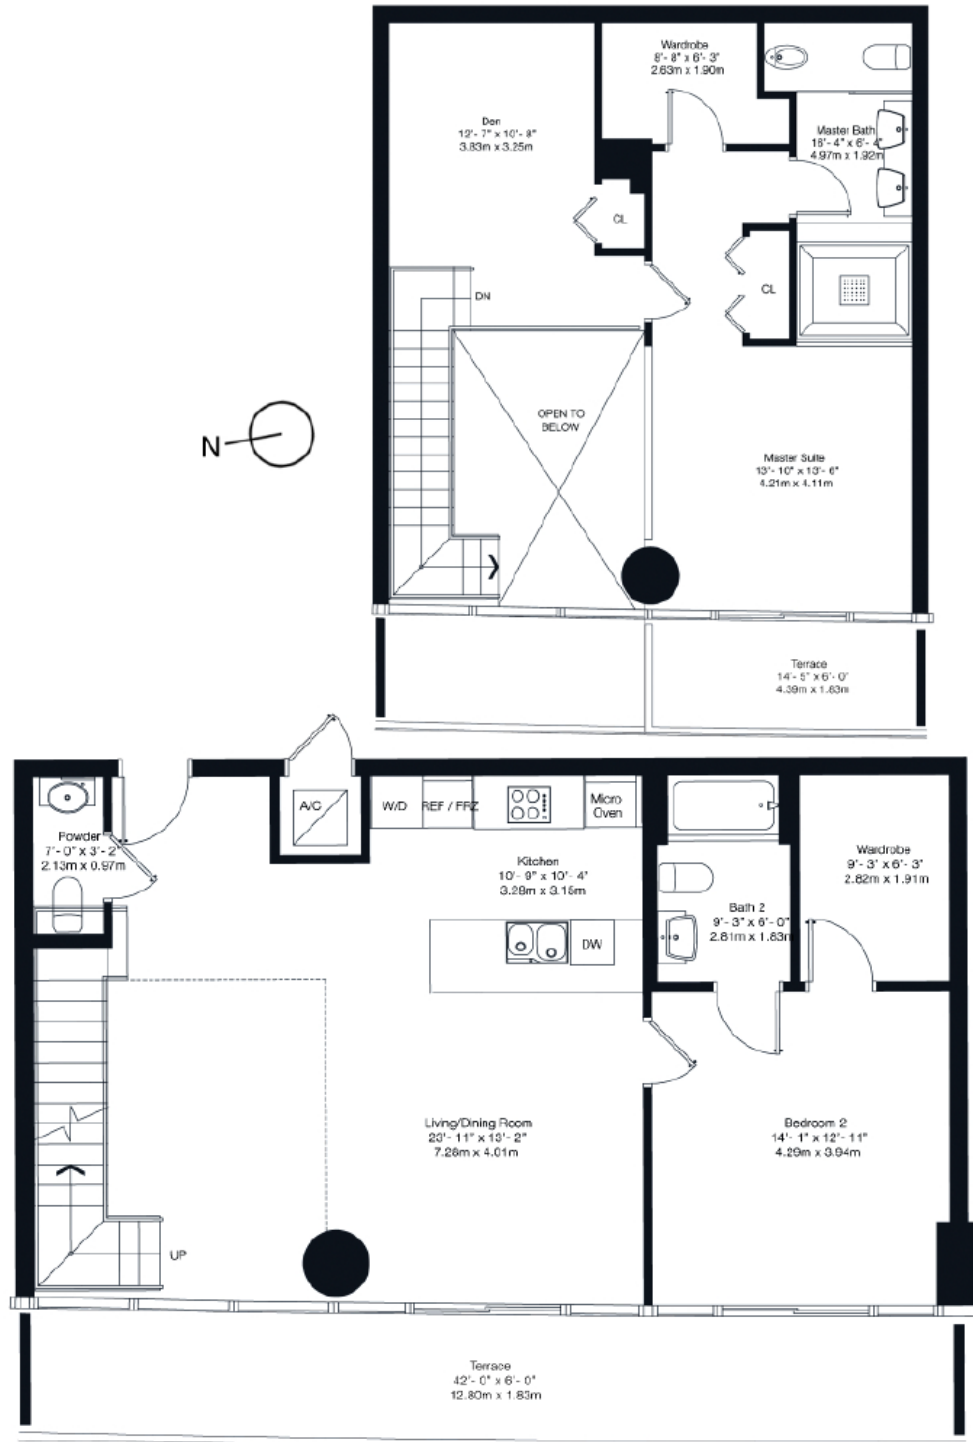 Wardrobe
8'- 8" x 6'- 3"
2.63m x 1.90m
Den
12'- 7" x 10'- 8"
3.83m x 3.25m
Master Bath
16'- 4" x 6'- 4"
4.97m x 1.92m
CL
CL
DN
OPEN TO
BELOW
Master Suite
13'- 10" x 13'- 6"
4.21m x 4.11m
N
Terrace
14'- 5" x 6'- 0"
4.39m x 1.83m
A/C
W/D
REF / FRZ
Micro
Oven
Powder
7'- 0" x 3'- 2"
2.13m x 0.97m
Kitchen
10'- 9" x 10'- 4"
3.28m x 3.15m
Wardrobe
9'- 3" x 6'- 3"
2.82m x 1.91m
Bath 2
9'- 3" x 6'- 0"
2.81m x 1.83m
DW
Living/Dining Room
23'- 11" x 13'- 2"
7.28m x 4.01m
Bedroom 2
14'- 1" x 12'- 11"
4.29m x 3.94m
UP
Terrace
42'- 0" x 6'- 0"
12.80m x 1.83m